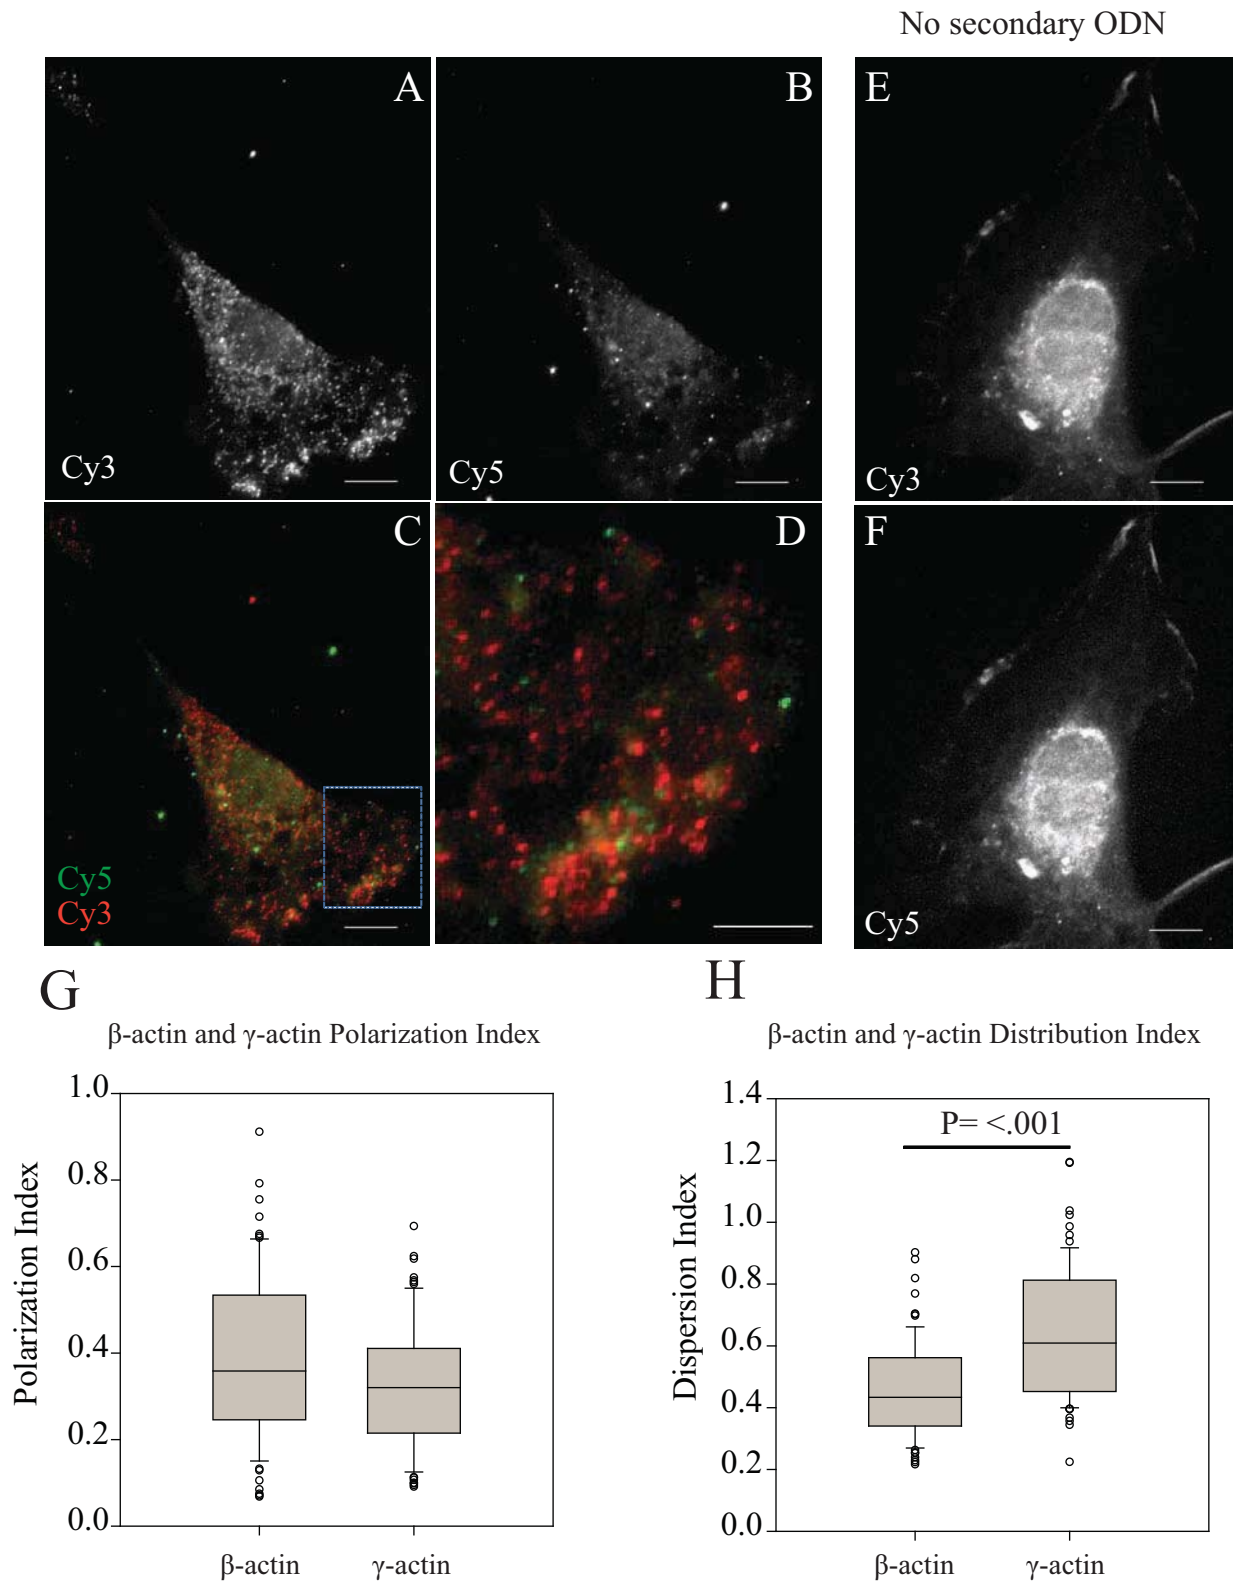 No secondary ODN
A
B
E
Cy3
Cy5
Cy3
C
D
F
Cy5
Cy3
Cy5
G
H
β-actin and γ-actin Polarization Index
β-actin and γ-actin Distribution Index
Polarization Index
1.0
0.8
0.6
0.4
0.2
0.0
β-actin
γ-actin
Dispersion Index
1.4
1.2
1.0
0.8
0.6
0.4
0.2
0.0
P= <.001
β-actin
γ-actin